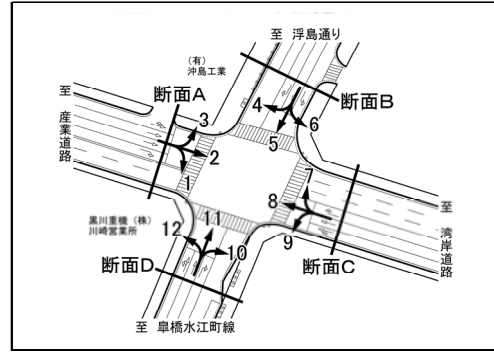 至 浮島通り
(有)
沖島工業
断面A
断面B
至 産業道路
3
2
1
4
5
6
7
8
9
至 湾岸道路
黒川重機(株)
川崎営業所
12
11
10
断面D
断面C
至 皐橋水江町線